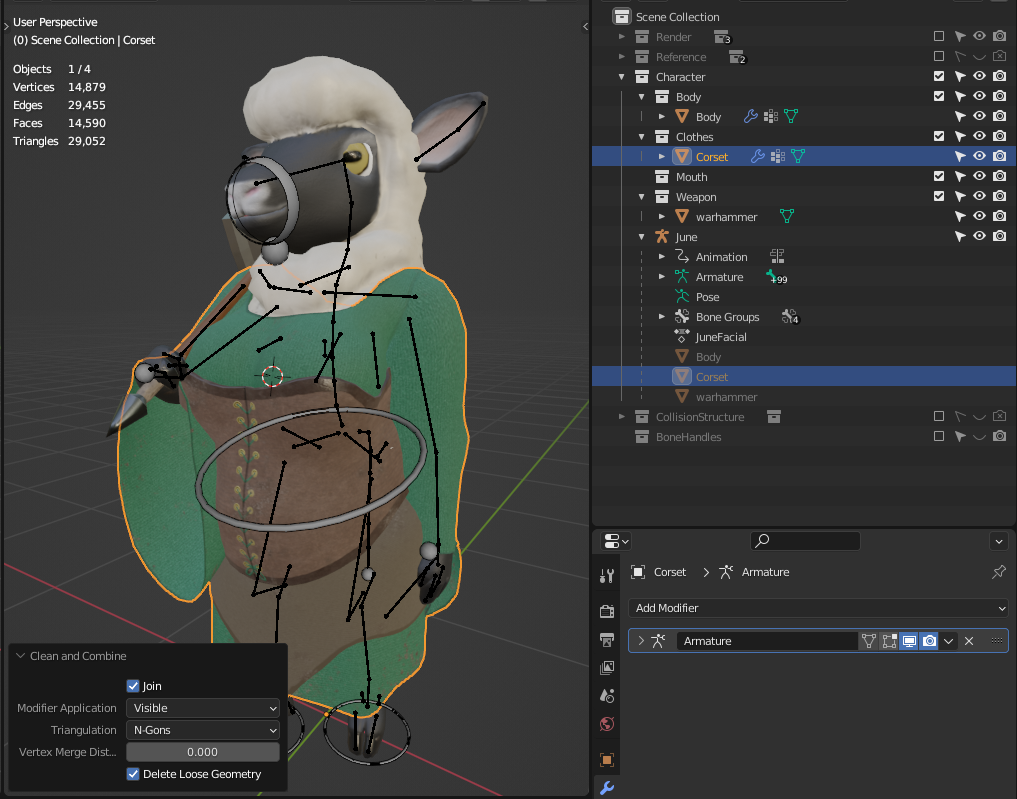 User Perspective
(0) Scene Collection | Corset
Objects 1 / 4
Vertices 14,879
Edges 29,455
Faces 14,590
Triangles 29,052
Clean and Combine
Join
Modifier Application Visible
Triangulation N-Gons
Vertex Merge Dist... 0.000
Delete Loose Geometry
Scene Collection
Render 3
Reference 2
Character
Body
Body
Clothes
Corset
Mouth
Weapon
warhammer
June
Animation
Armature +99
Pose
Bone Groups 4
JuneFacial
Body
Corset
warhammer
CollisionStructure
BoneHandles
Corset > Armature
Add Modifier
Armature